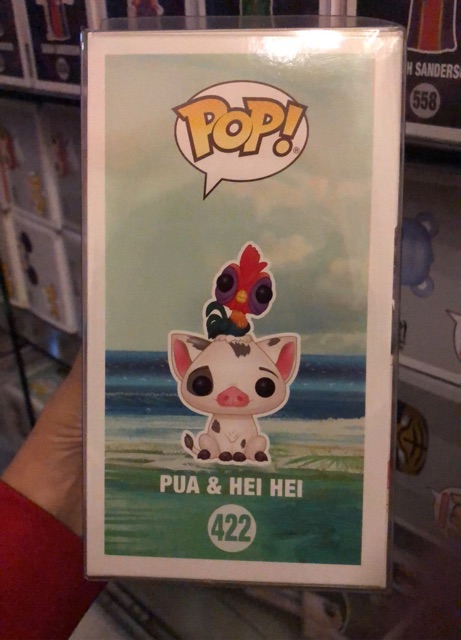 POP!
H SANDERS
558
PUA & HEI HEI
422